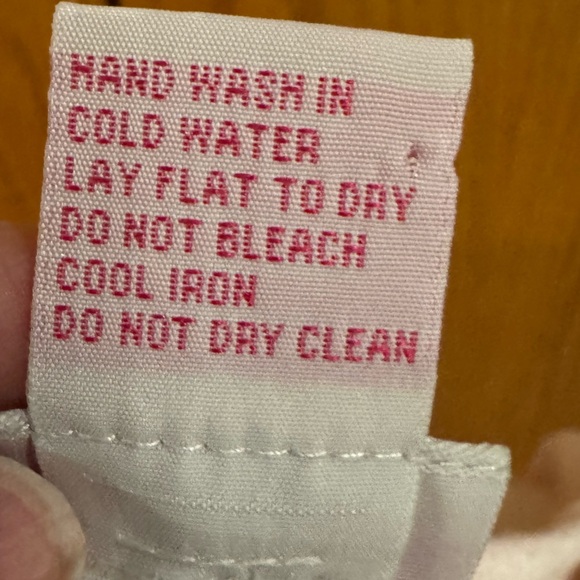 HAND WASH IN
COLD WATER
LAY FLAT TO DRY
DO NOT BLEACH
COOL IRON
DO NOT DRY CLEAN